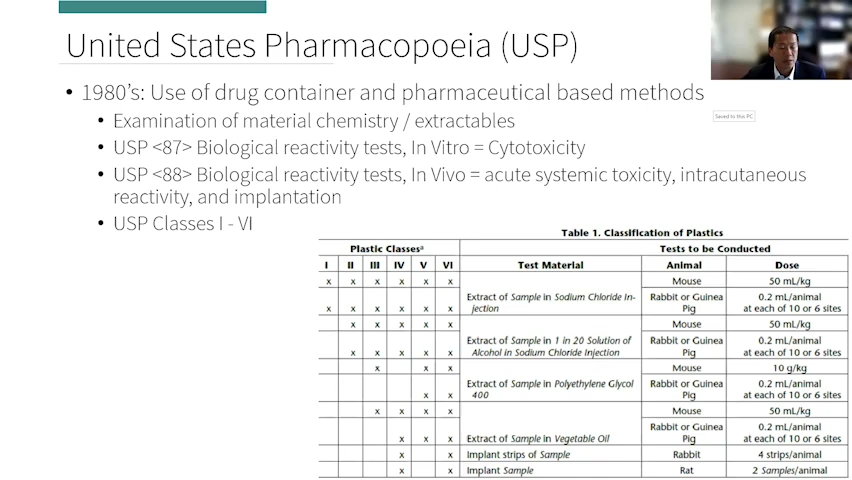 United States Pharmacopoeia (USP)
• 1980's: Use of drug container and pharmaceutical based methods
Saved to this PC
• Examination of material chemistry / extractables
• USP <87> Biological reactivity tests, In Vitro = Cytotoxicity
• USP <88> Biological reactivity tests, In Vivo = acute systemic toxicity, intracutaneous
reactivity, and implantation
• USP Classes I - VI
Table 1. Classification of Plastics
Plastic Classesa Tests to be Conducted
I II III IV V VI Test Material Animal Dose
x x x x x x Mouse 50 mL/kg
Extract of Sample in Sodium Chloride In- Rabbit or Guinea 0.2 mL/animal
x x x x x x jection Pig at each of 10 or 6 sites
x x x x x Mouse 50 mL/kg
Extract of Sample in 1 in 20 Solution of Rabbit or Guinea 0.2 mL/animal
x x x x x Alcohol in Sodium Chloride Injection Pig at each of 10 or 6 sites
x x x Mouse 10 g/kg
Extract of Sample in Polyethylene Glycol Rabbit or Guinea 0.2 mL/animal
x x 400 Pig at each of 10 or 6 sites
x x x x Mouse 50 mL/kg
Rabbit or Guinea 0.2 mL/animal
x x x Extract of Sample in Vegetable Oil Pig at each of 10 or 6 sites
x x Implant strips of Sample Rabbit 4 strips/animal
x x Implant Sample Rat 2 Samples/animal